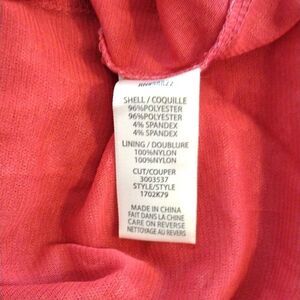 SHELL / COQUILLE
96%POLYESTER
96%POLYESTER
4% SPANDEX
4% SPANDEX
LINING / DOUBLURE
100%NYLON
100%NYLON
CUT/COUPER
3003537
STYLE/STYLE
1702K79
MADE IN CHINA
FAIT DANS LA CHINE
CARE ON REVERSE
NETTOYAGE AU REVERS